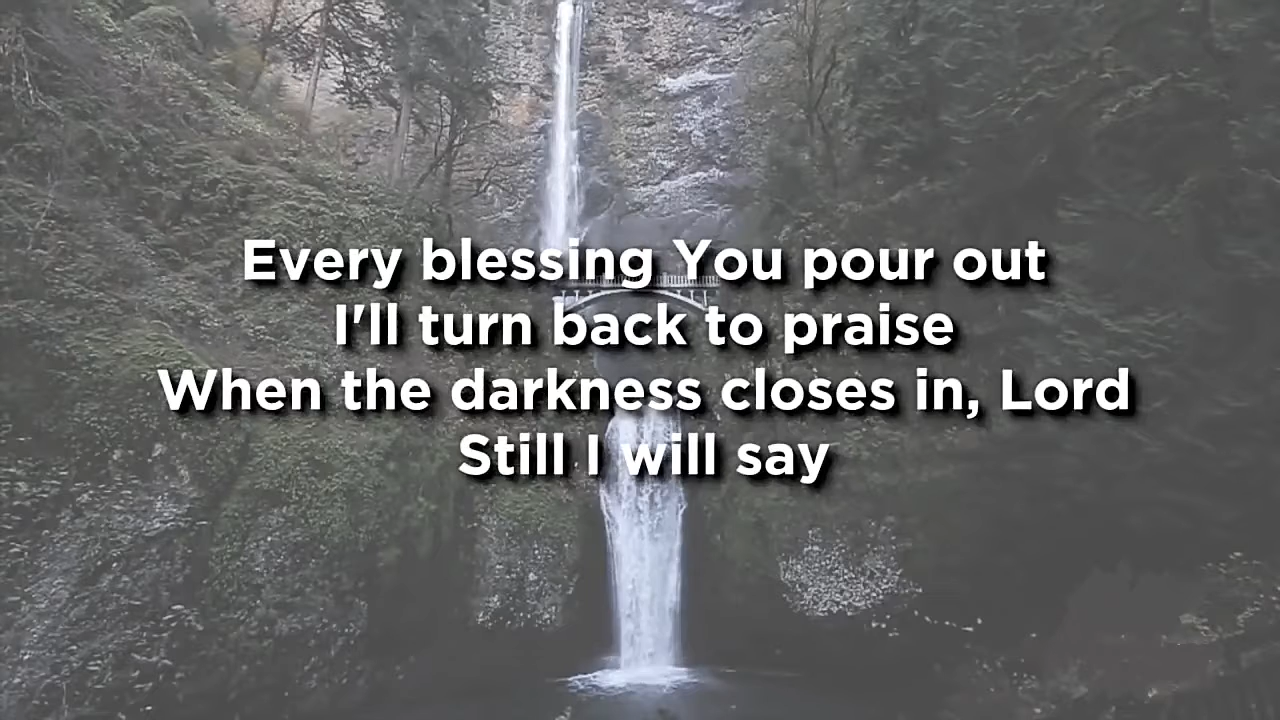 Every blessing You pour out
I'll turn back to praise
When the darkness closes in, Lord
Still I will say